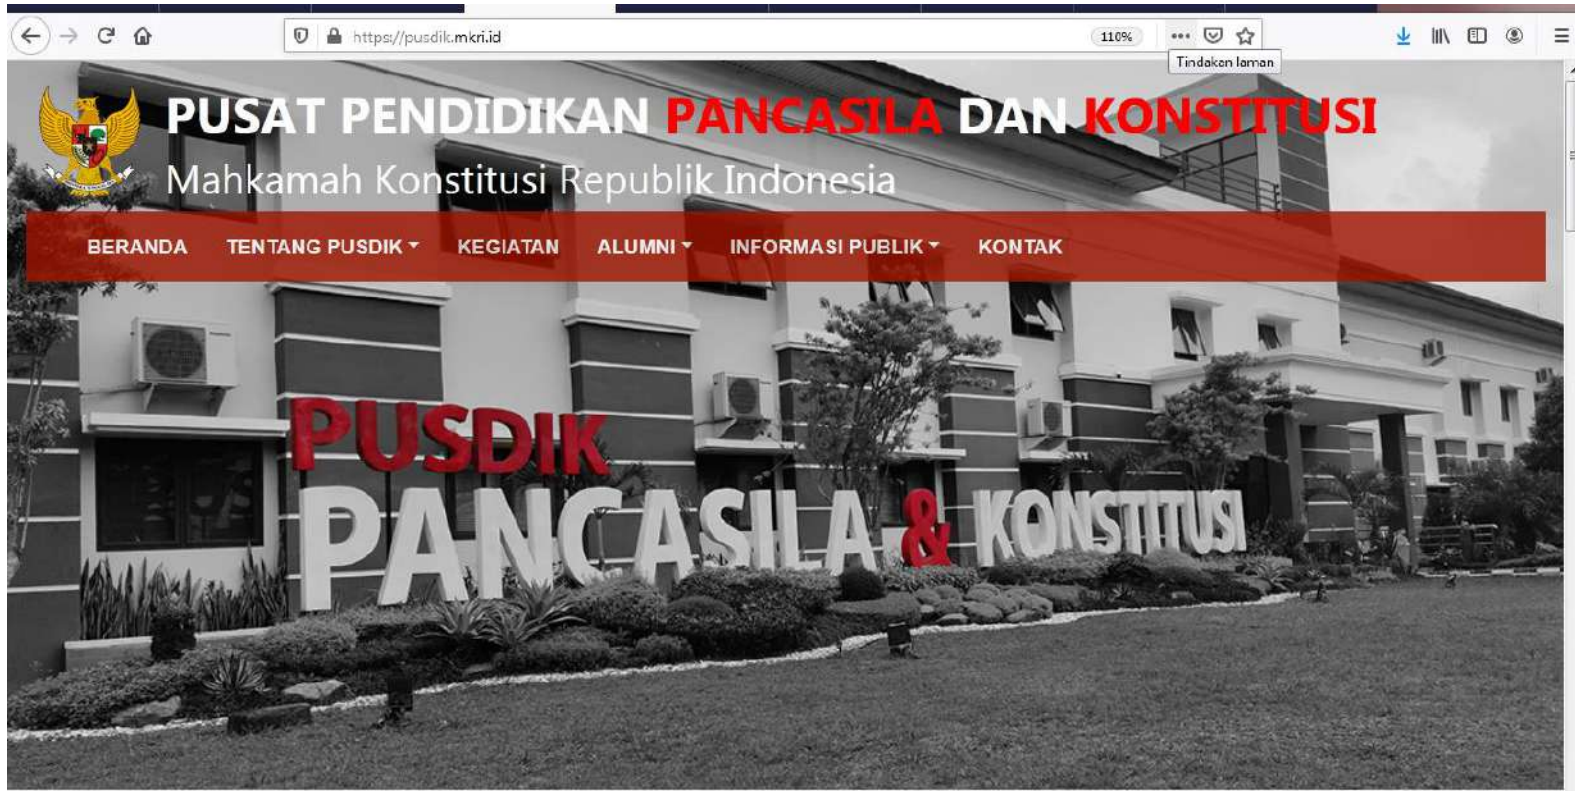 https://pusdik.mkri.id
110%
Tindakan laman
PUSAT PENDIDIKAN PANCASILA DAN KONSTITUSI
Mahkamah Konstitusi Republik Indonesia
BERANDA TENTANG PUSDIK KEGIATAN ALUMNI INFORMASI PUBLIK KONTAK
PUSDIK
PANCASILA & KONSTITUSI